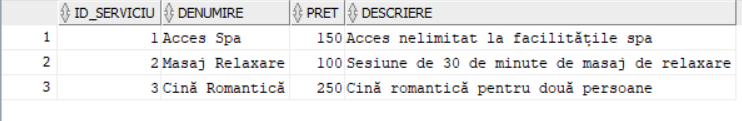 ID_SERVICIU DENUMIRE PRET DESCRIERE
1 1 Acces Spa 150 Acces nelimitat la facilitățile spa
2 2 Masaj Relaxare 100 Sesiune de 30 de minute de masaj de relaxare
3 3 Cină Romantică 250 Cină romantică pentru două persoane